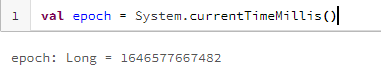 1 val epoch = System.currentTimeMillis()
epoch: Long = 1646577667482